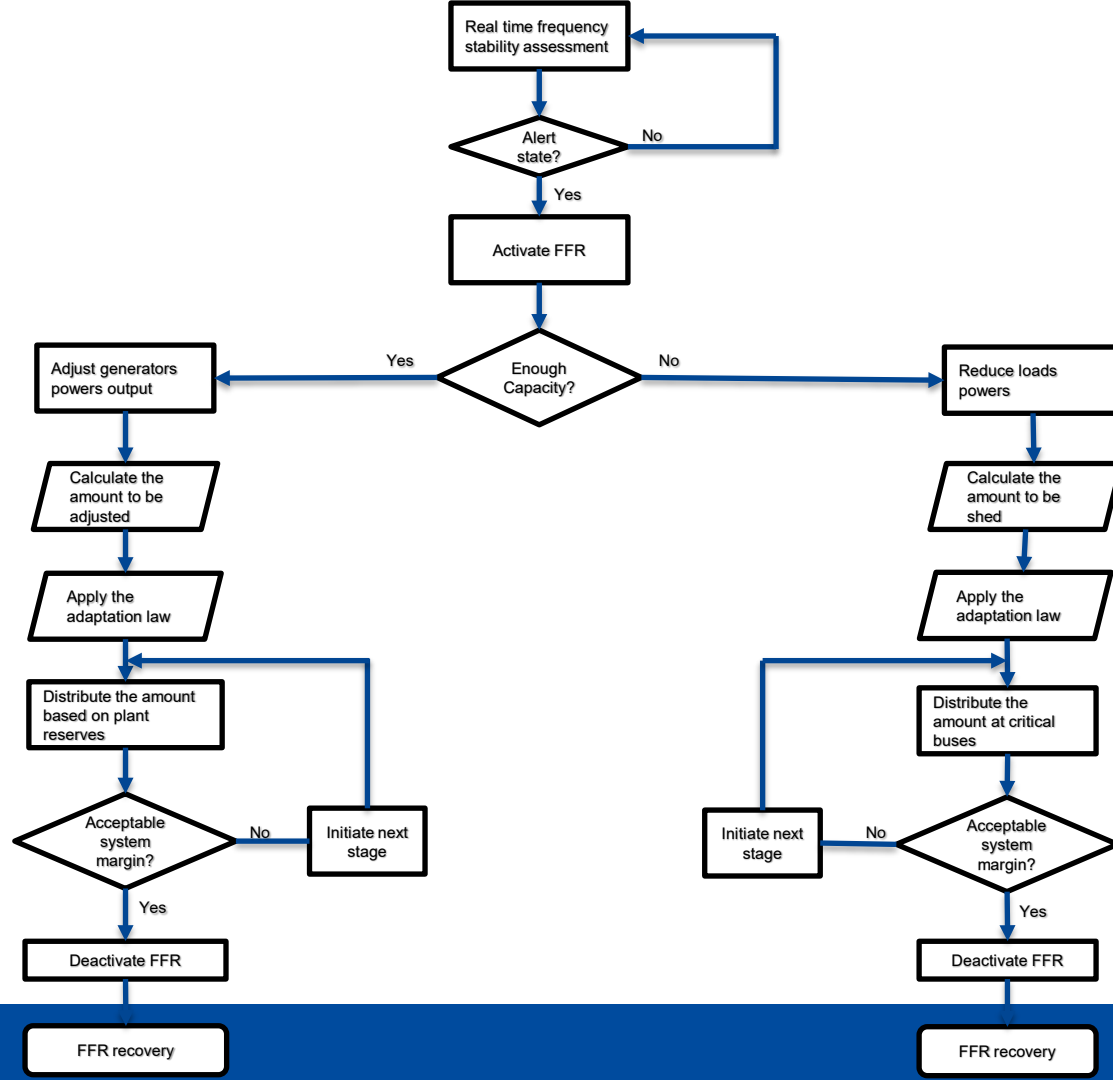 Real time frequency
stability assessment
Alert
state?
No
Yes
Activate FFR
Enough
Capacity?
Yes
No
Adjust generators
powers output
Reduce loads
powers
Calculate the
amount to be
adjusted
Calculate the
amount to be
shed
Apply the
adaptation law
Apply the
adaptation law
Distribute the amount
based on plant
reserves
Distribute the
amount at critical
buses
Acceptable
system
margin?
No
Initiate next
stage
Initiate next
stage
No
Acceptable
system
margin?
Yes
Yes
Deactivate FFR
Deactivate FFR
FFR recovery
FFR recovery